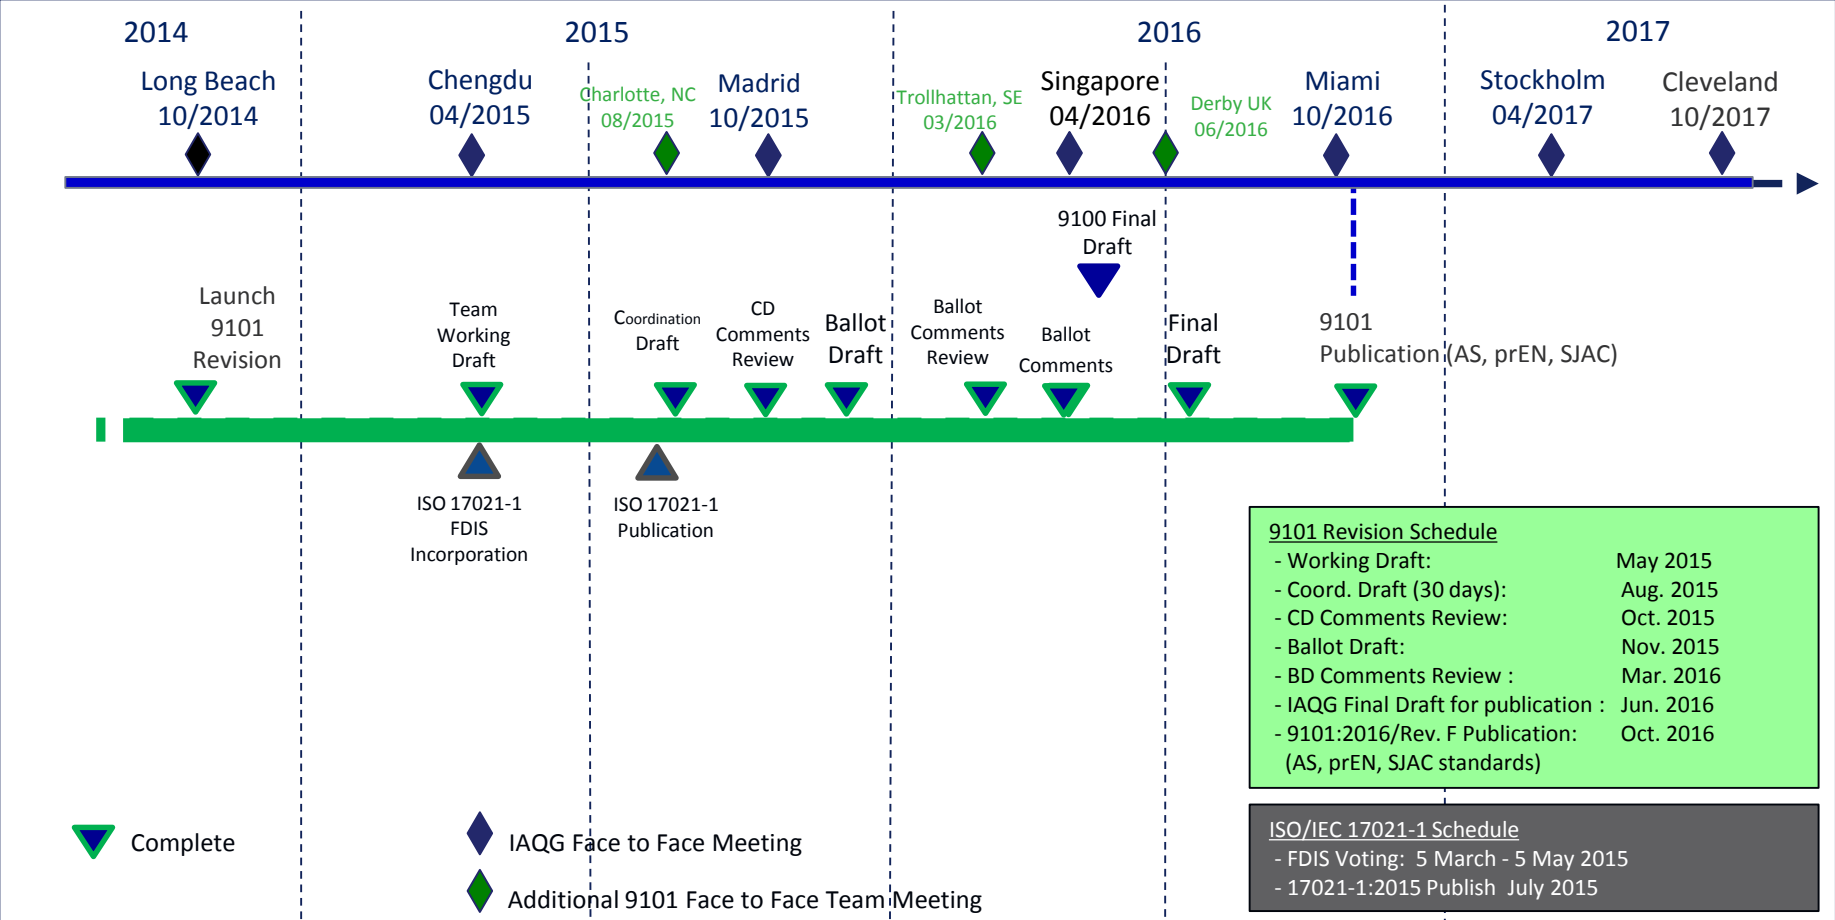 2014
2015
2016
2017
Long Beach
10/2014
Chengdu
04/2015
Charlotte, NC
08/2015
Madrid
10/2015
Trollhattan, SE
03/2016
Singapore
04/2016
Derby UK
06/2016
Miami
10/2016
Stockholm
04/2017
Cleveland
10/2017
9100 Final
Draft
Launch
9101
Revision
Team
Working
Draft
Coordination
Draft
CD
Comments
Review
Ballot
Draft
Ballot
Comments
Review
Ballot
Comments
Final
Draft
9101
Publication (AS, prEN, SJAC)
ISO 17021-1
FDIS
Incorporation
ISO 17021-1
Publication
9101 Revision Schedule
- Working Draft: May 2015
- Coord. Draft (30 days): Aug. 2015
- CD Comments Review: Oct. 2015
- Ballot Draft: Nov. 2015
- BD Comments Review : Mar. 2016
- IAQG Final Draft for publication : Jun. 2016
- 9101:2016/Rev. F Publication: Oct. 2016
(AS, prEN, SJAC standards)
ISO/IEC 17021-1 Schedule
- FDIS Voting: 5 March - 5 May 2015
- 17021-1:2015 Publish July 2015
Complete
IAQG Face to Face Meeting
Additional 9101 Face to Face Team Meeting